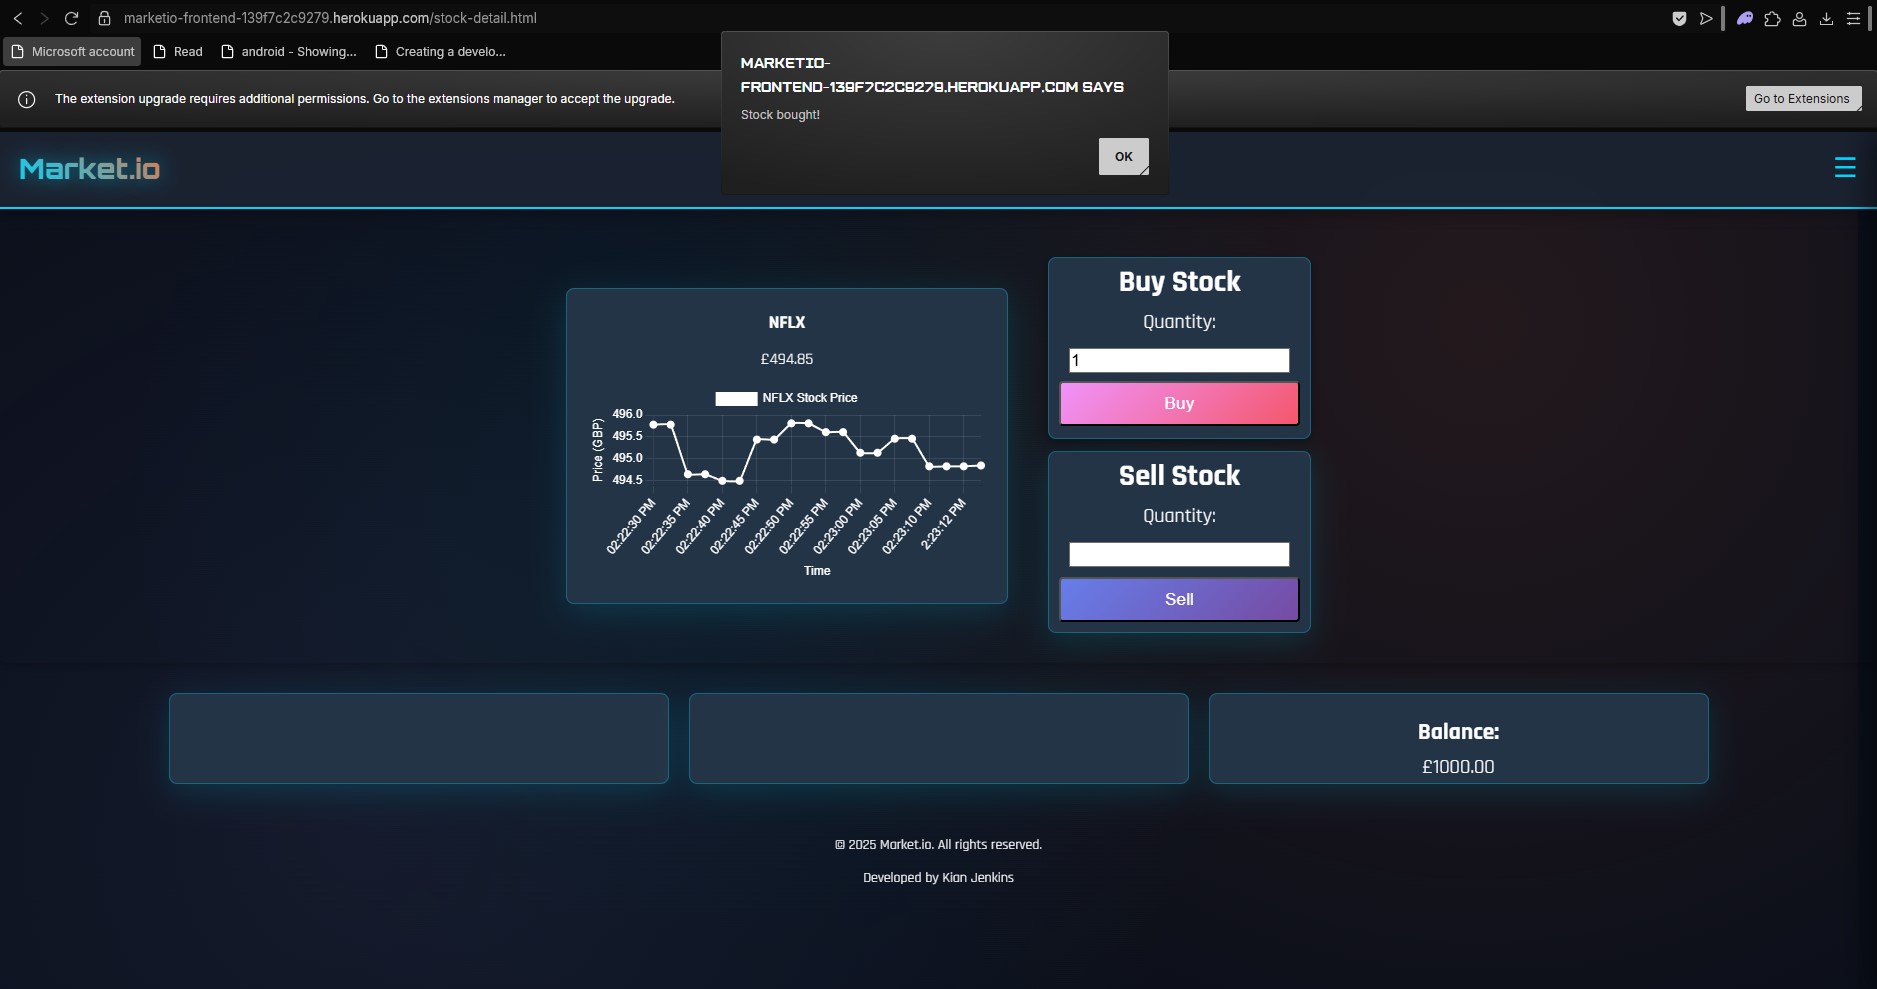 marketio-frontend-139f7c2c9279.herokuapp.com/stock-detail.html
Microsoft account
Read
android - Showing...
Creating a develo...
The extension upgrade requires additional permissions. Go to the extensions manager to accept the upgrade.
Go to Extensions
MARKETIO-
FRONTEND-139F7C2C9279.HEROKUAPP.COM SAYS
Stock bought!
OK
Market.io
NFLX
£494.85
NFLX Stock Price
Price (GBP)
496.0
495.5
495.0
494.5
02:22:30 PM
02:22:35 PM
02:22:40 PM
02:22:45 PM
02:22:50 PM
02:22:55 PM
02:23:00 PM
02:23:05 PM
02:23:10 PM
2:23:12 PM
Time
Buy Stock
Quantity:
1
Buy
Sell Stock
Quantity:
Sell
Balance:
£1000.00
© 2025 Market.io. All rights reserved.
Developed by Kian Jenkins